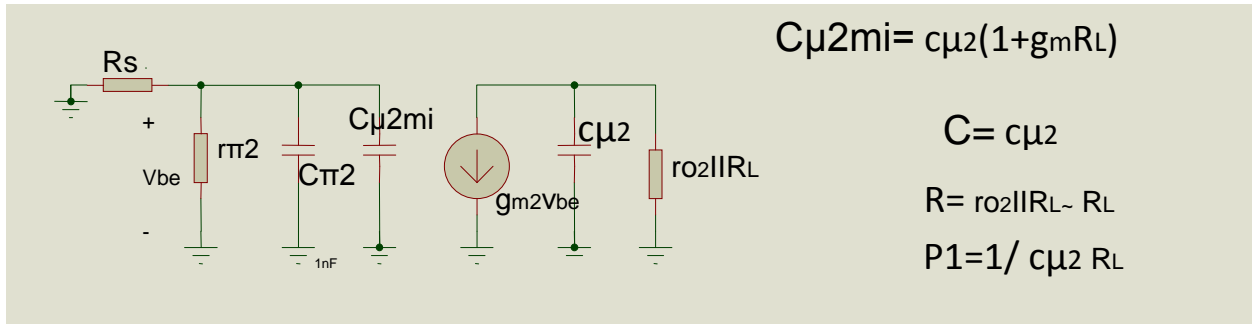 Cμ2mi= cμ2(1+gmRL)
Rs
+
Cμ2mi
cμ2
C= cμ2
rπ2
ro2IIRL
Vbe
Cπ2
gm2Vbe
R= ro2IIRL~ RL
-
1nF
P1=1/ cμ2 RL